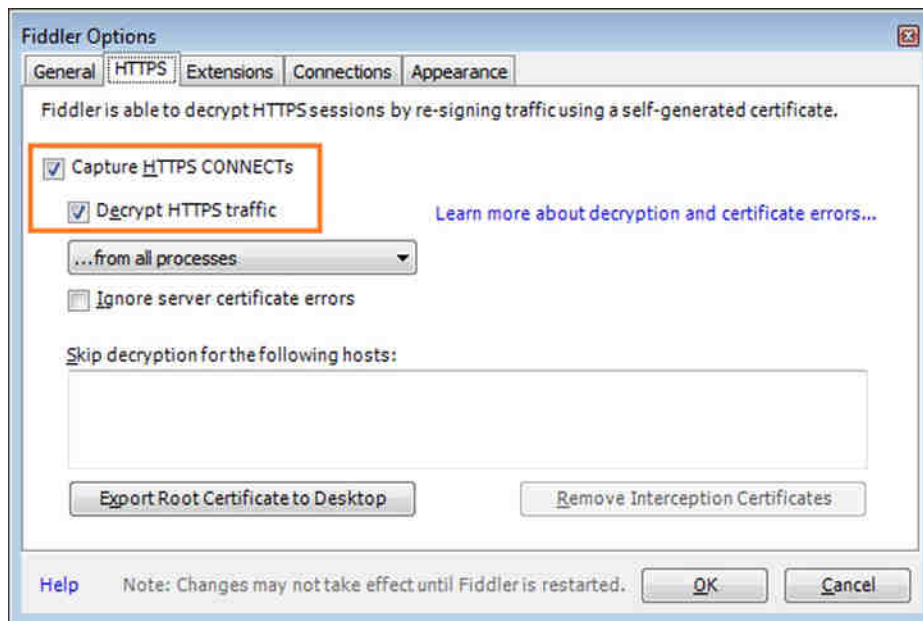 Fiddler Options
General HTTPS Extensions Connections Appearance
Fiddler is able to decrypt HTTPS sessions by re-signing traffic using a self-generated certificate.
Capture HTTPS CONNECTs
Decrypt HTTPS traffic
Learn more about decryption and certificate errors...
...from all processes
Ignore server certificate errors
Skip decryption for the following hosts:
Export Root Certificate to Desktop
Remove Interception Certificates
Help Note: Changes may not take effect until Fiddler is restarted. OK Cancel